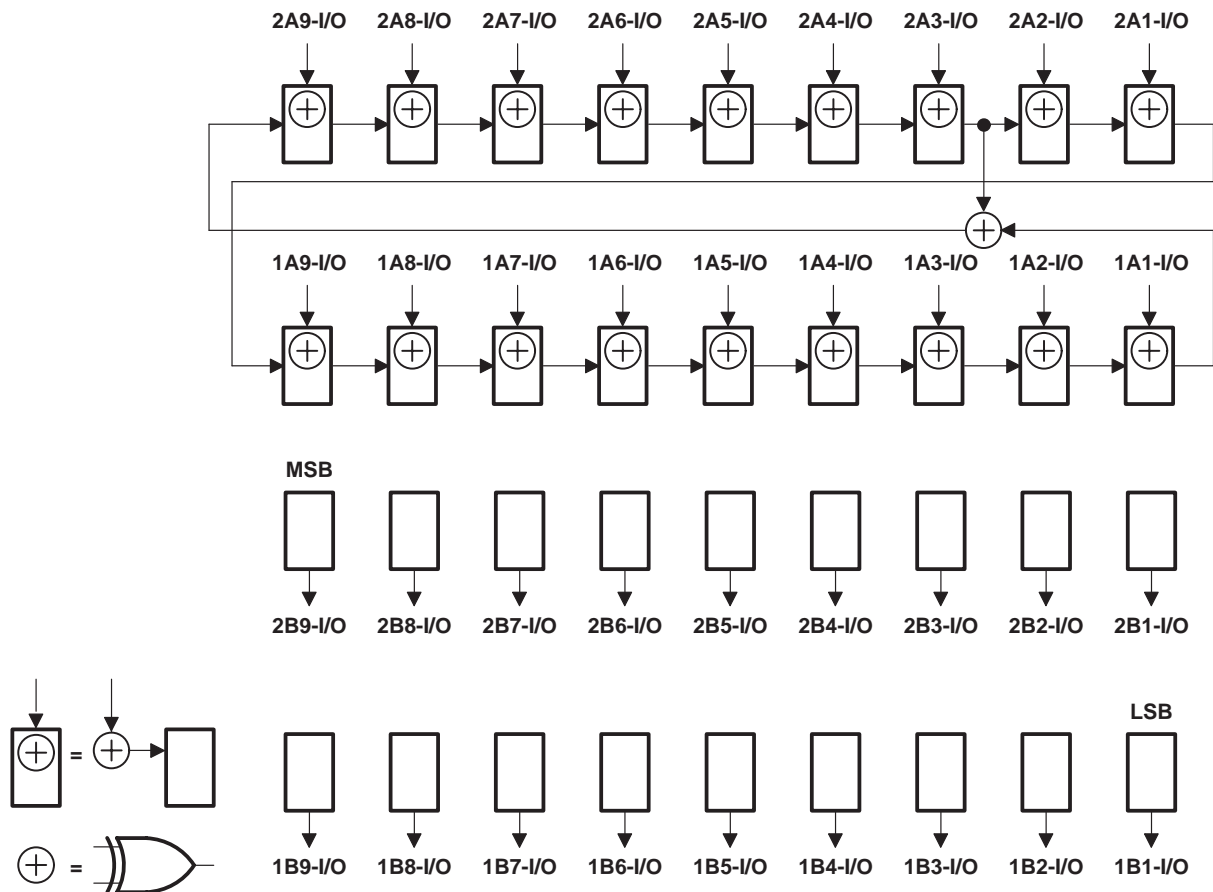 2A9-I/O 2A8-I/O 2A7-I/O 2A6-I/O 2A5-I/O 2A4-I/O 2A3-I/O 2A2-I/O 2A1-I/O
1A9-I/O 1A8-I/O 1A7-I/O 1A6-I/O 1A5-I/O 1A4-I/O 1A3-I/O 1A2-I/O 1A1-I/O
MSB
2B9-I/O 2B8-I/O 2B7-I/O 2B6-I/O 2B5-I/O 2B4-I/O 2B3-I/O 2B2-I/O 2B1-I/O
LSB
=
1B9-I/O 1B8-I/O 1B7-I/O 1B6-I/O 1B5-I/O 1B4-I/O 1B3-I/O 1B2-I/O 1B1-I/O
=